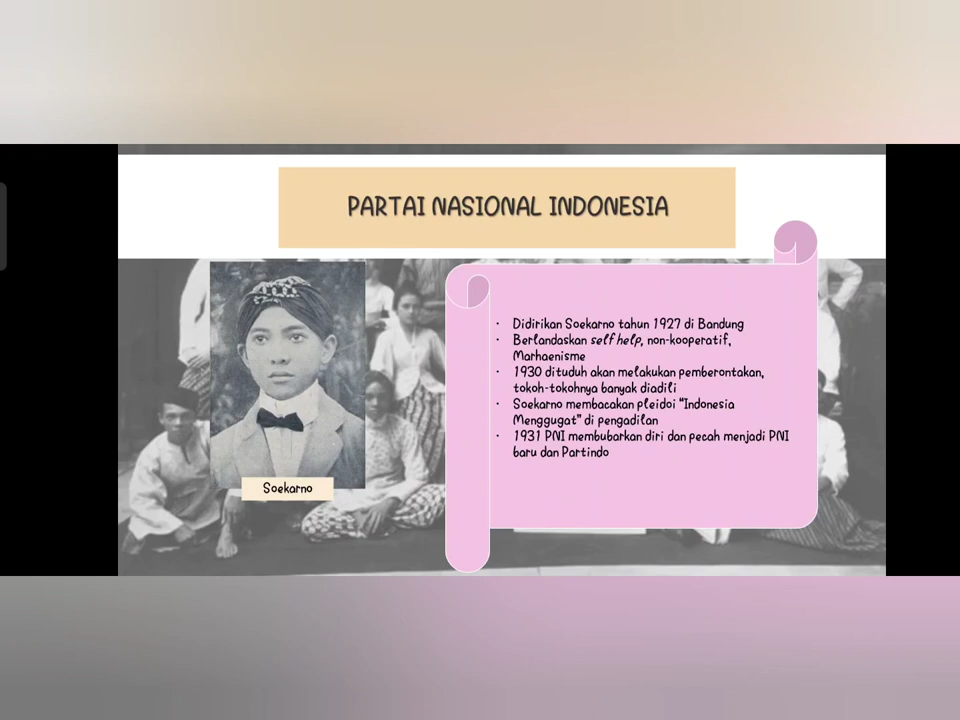 PARTAI NASIONAL INDONESIA
• Didirikan Soekarno tahun 1927 di Bandung
• Berlandaskan self help, non-kooperatif,
Marhaenisme
• 1930 dituduh akan melakukan pemberontakan,
tokoh-tokohnya banyak diadili
• Soekarno membacakan pleidoi "Indonesia
Menggugat" di pengadilan
• 1931 PNI membubarkan diri dan pecah menjadi PNI
baru dan Partindo
Soekarno